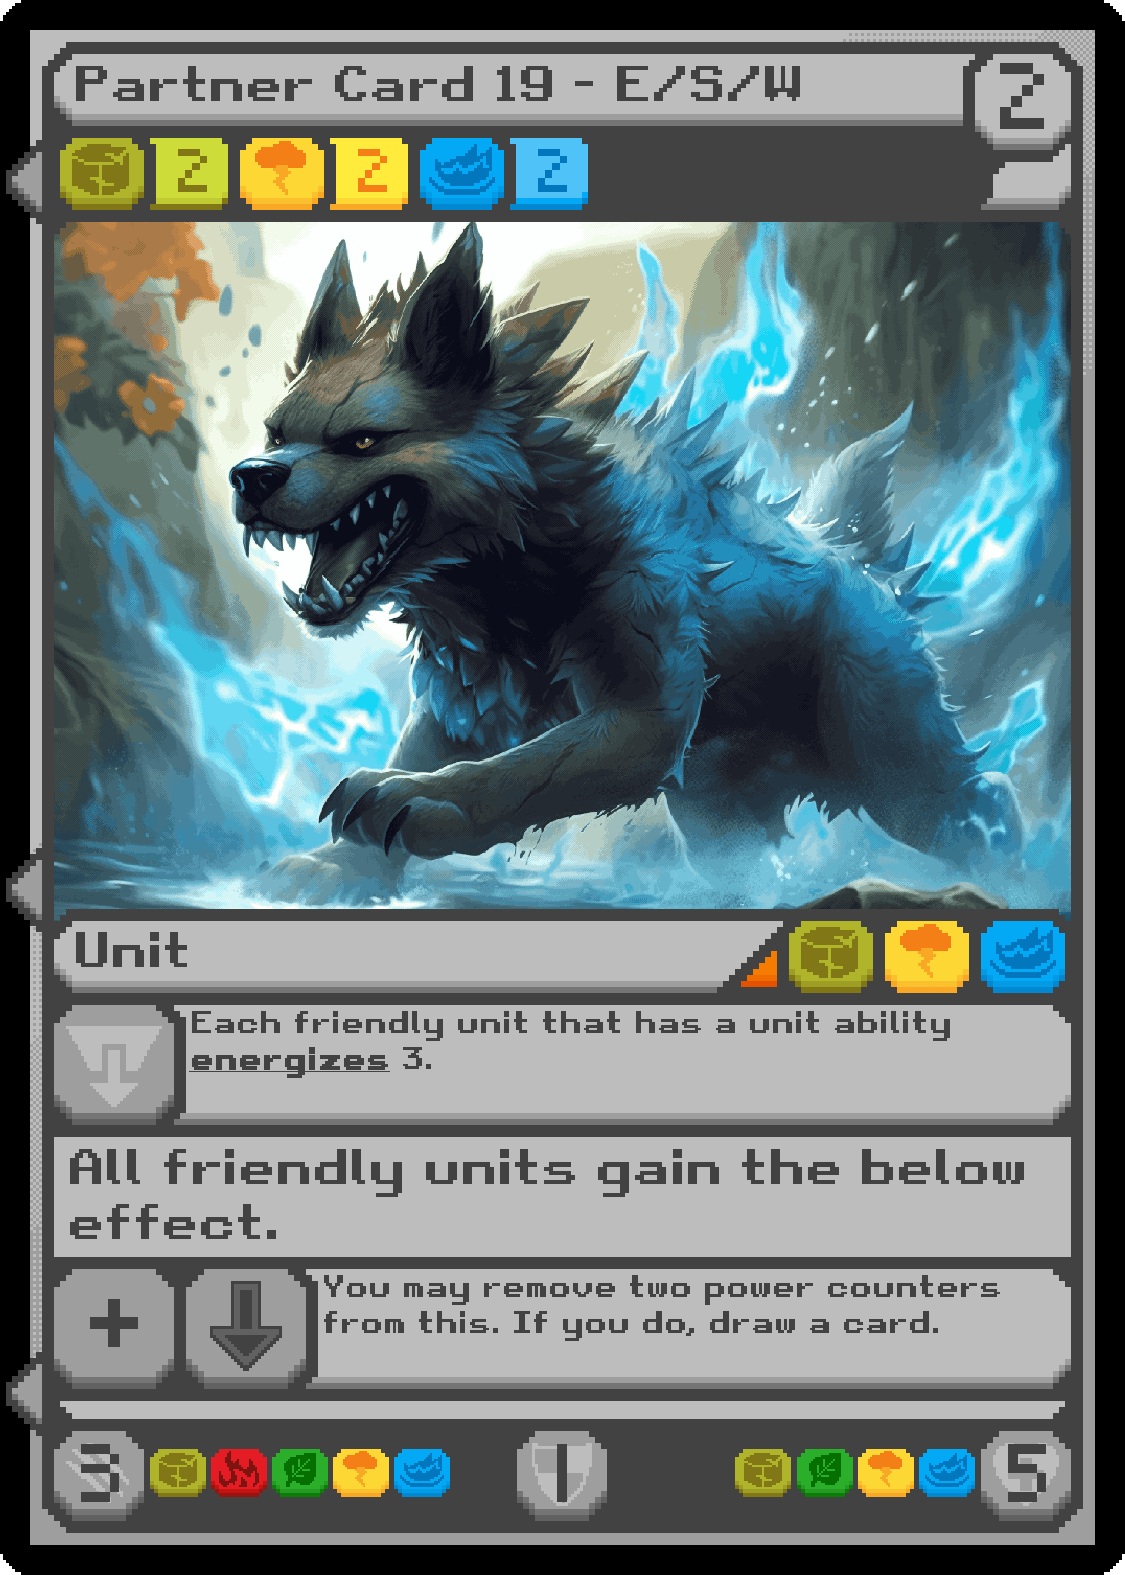 Partner Card 19 - E/S/W
2
2 2 2
Unit
Each friendly unit that has a unit ability
energizes 3.
All friendly units gain the below
effect.
+
You may remove two power counters
from this. If you do, draw a card.
3 1 5